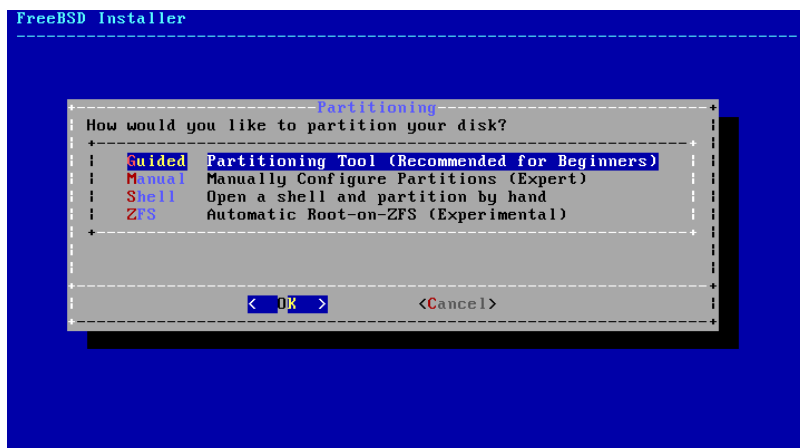 FreeBSD Installer
Partitioning
How would you like to partition your disk?
Guided Partitioning Tool (Recommended for Beginners)
Manual Manually Configure Partitions (Expert)
Shell Open a shell and partition by hand
ZFS Automatic Root-on-ZFS (Experimental)
< OK > <Cancel>